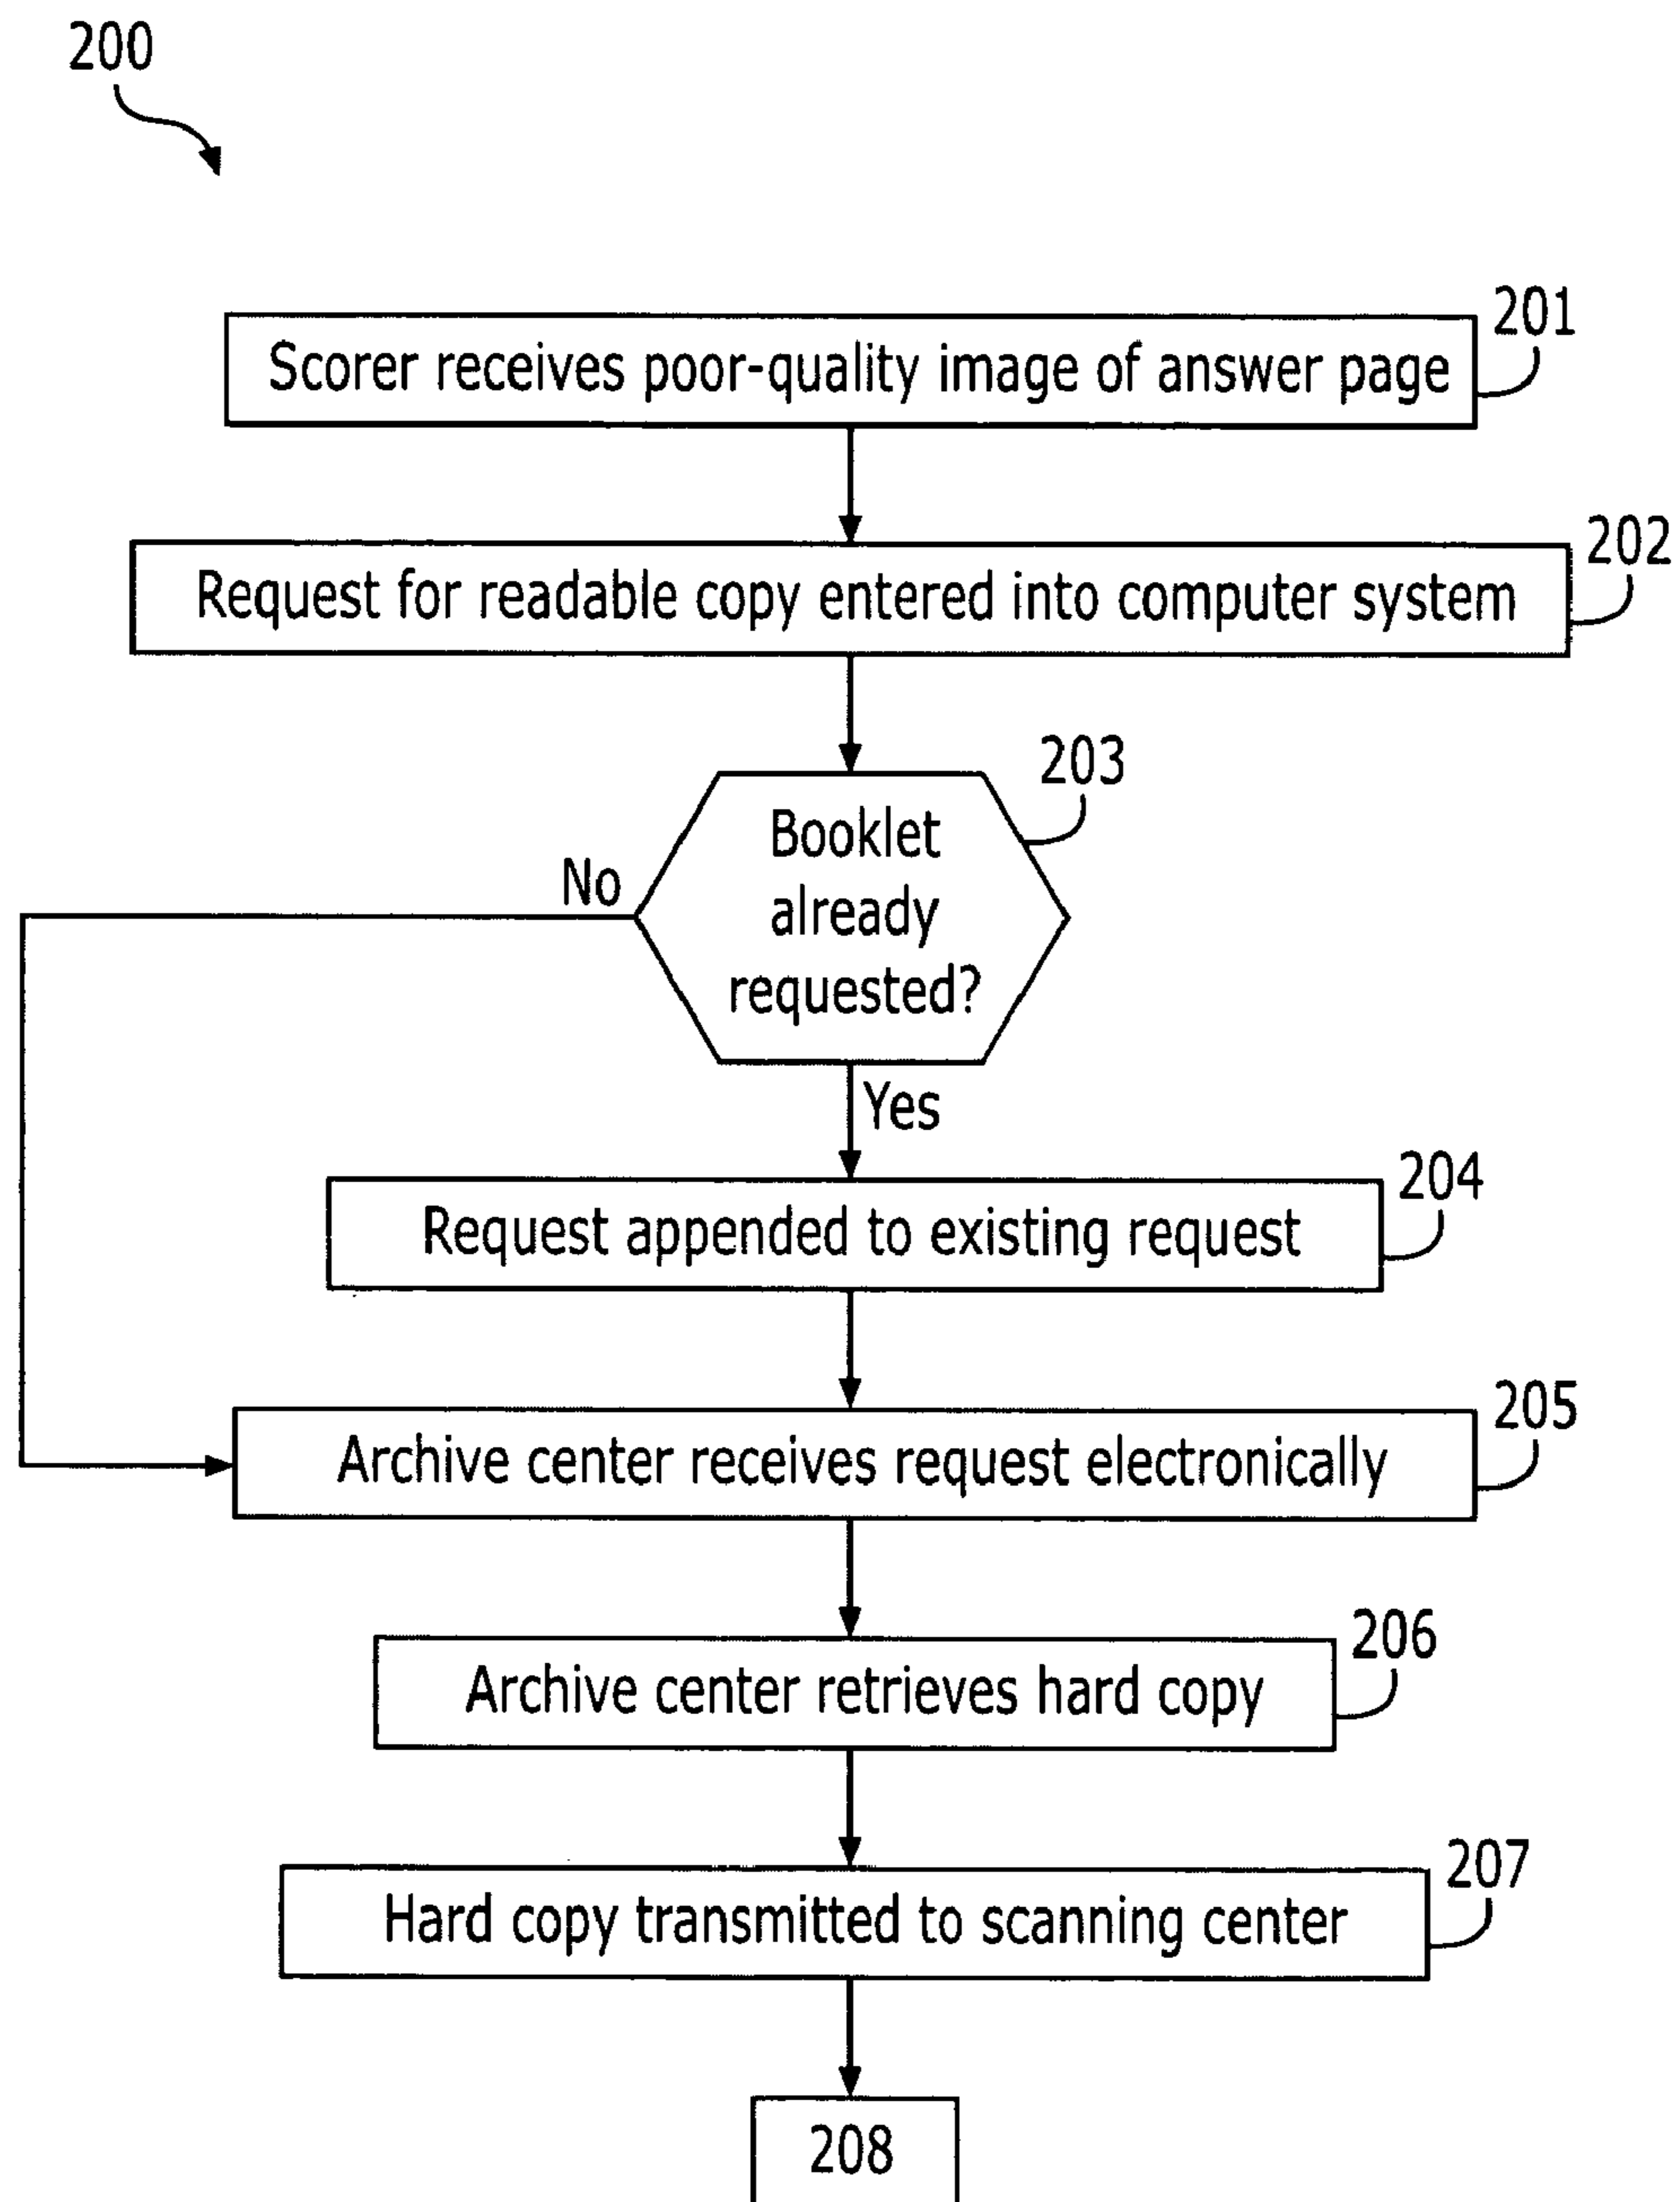 200
201
Scorer receives poor-quality image of answer page
202
Request for readable copy entered into computer system
203
Booklet
already
requested?
No
Yes
204
Request appended to existing request
205
Archive center receives request electronically
206
Archive center retrieves hard copy
207
Hard copy transmitted to scanning center
208